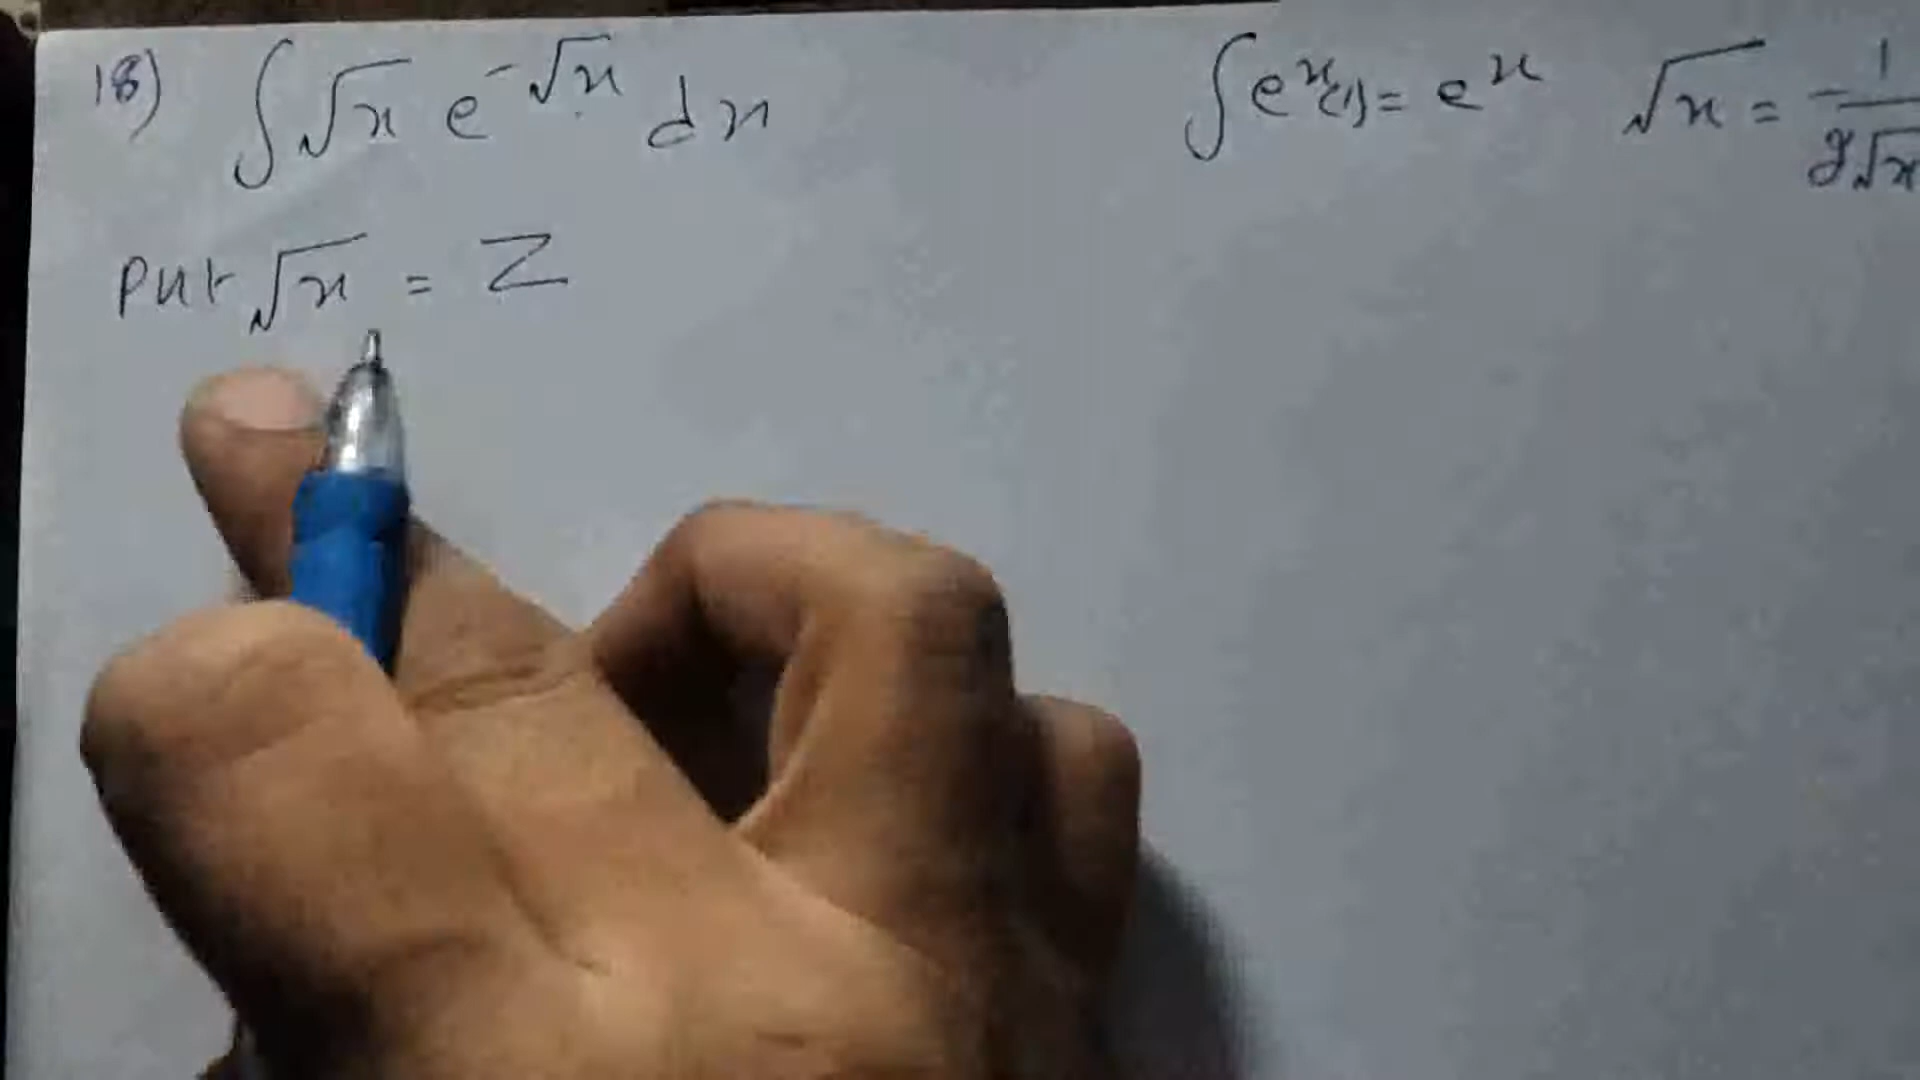 18) ∫ √x e^-√x dx
∫ e^x(1) = e^x √x = 1/2√x
Put √x = Z